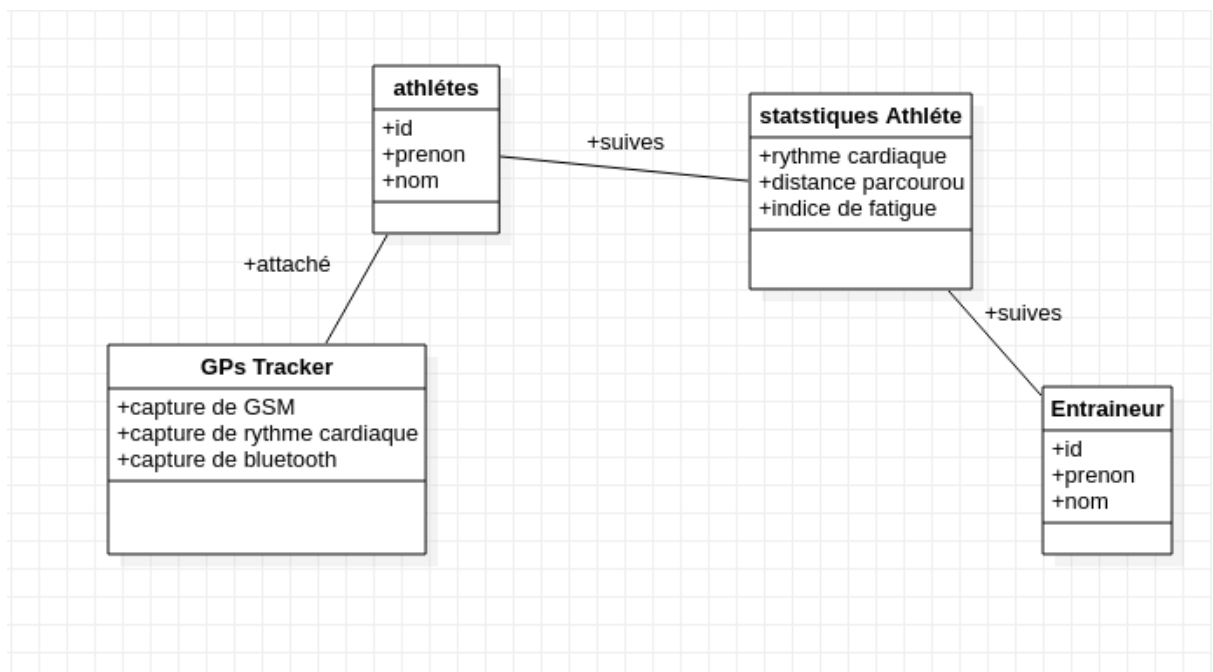 athlétes
+id
+prenon
+nom
+suives
statstiques Athléte
+rythme cardiaque
+distance parcourou
+indice de fatigue
+attaché
GPs Tracker
+capture de GSM
+capture de rythme cardiaque
+capture de bluetooth
+suives
Entraineur
+id
+prenon
+nom